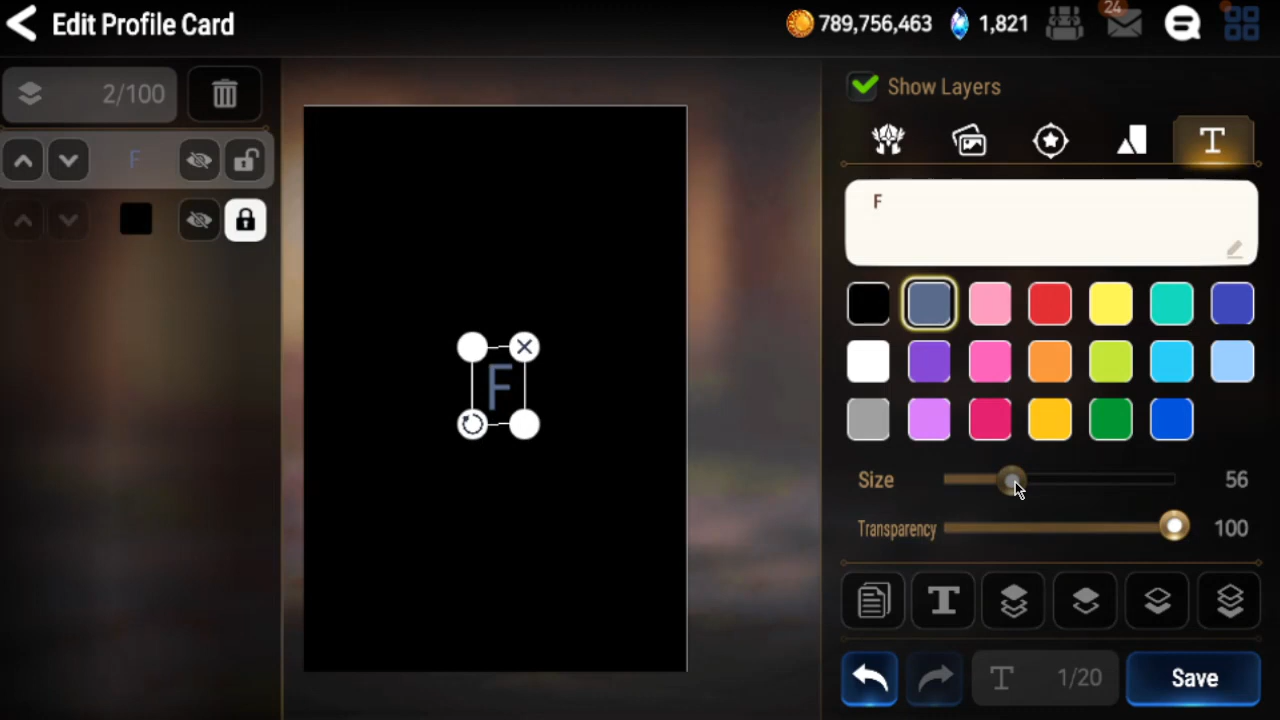 Edit Profile Card
789,756,463
1,821
24
2/100
Show Layers
F
F
F
Size
56
Transparency
100
1/20
Save